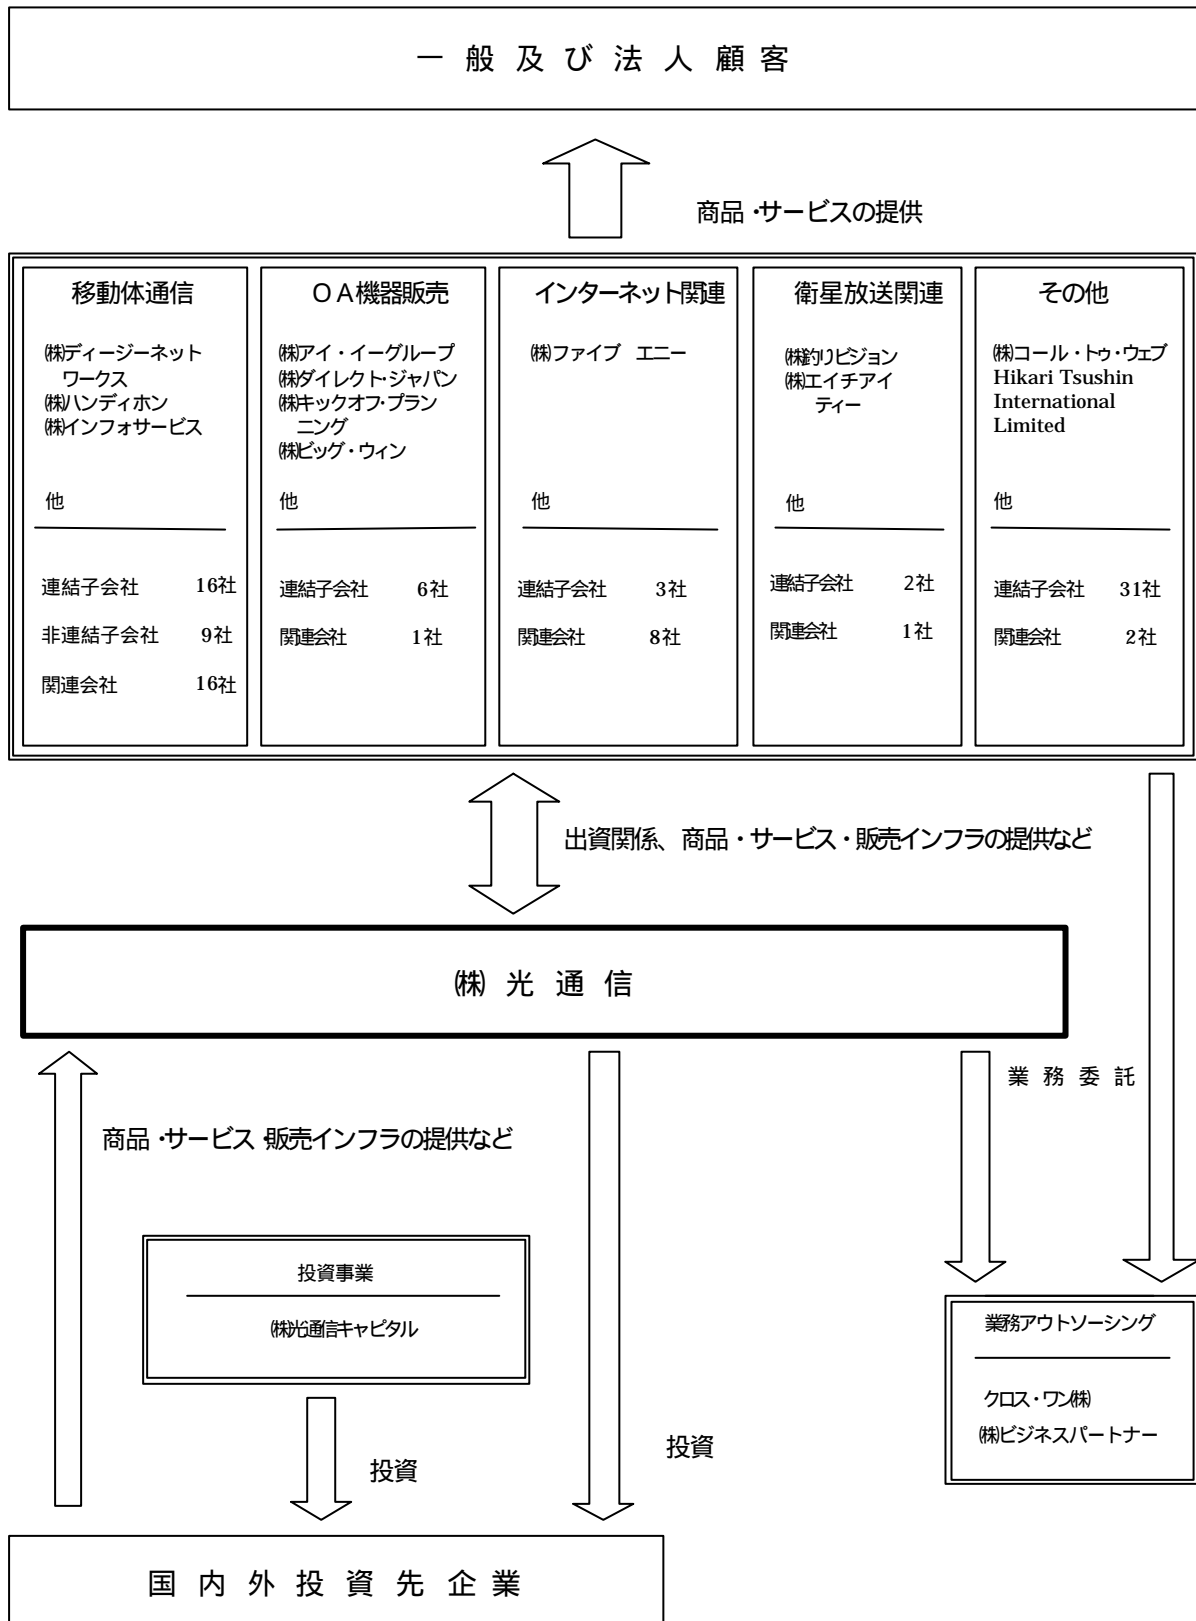 一般及び法人顧客
商品・サービスの提供
移動体通信
㈱ディージーネット
ワークス
㈱ハンディホン
㈱インフォサービス
他
連結子会社 16社
非連結子会社 9社
関連会社 16社
ＯＡ機器販売
㈱アイ・イーグループ
㈱ダイレクト・ジャパン
㈱キックオフ・プラン
ニング
㈱ビッグ・ウィン
他
連結子会社 6社
関連会社 1社
インターネット関連
㈱ファイブ エニー
他
連結子会社 3社
関連会社 8社
衛星放送関連
㈱釣りビジョン
㈱エイチアイ
ティー
他
連結子会社 2社
関連会社 1社
その他
㈱コール・トゥ・ウェブ
Hikari Tsushin
International
Limited
他
連結子会社 31社
関連会社 2社
出資関係、商品・サービス・販売インフラの提供など
㈱光通信
業務委託
商品・サービス・販売インフラの提供など
投資事業
㈱光通信キャピタル
業務アウトソーシング
クロス・ワン㈱
㈱ビジネスパートナー
投資
投資
国内外投資先企業